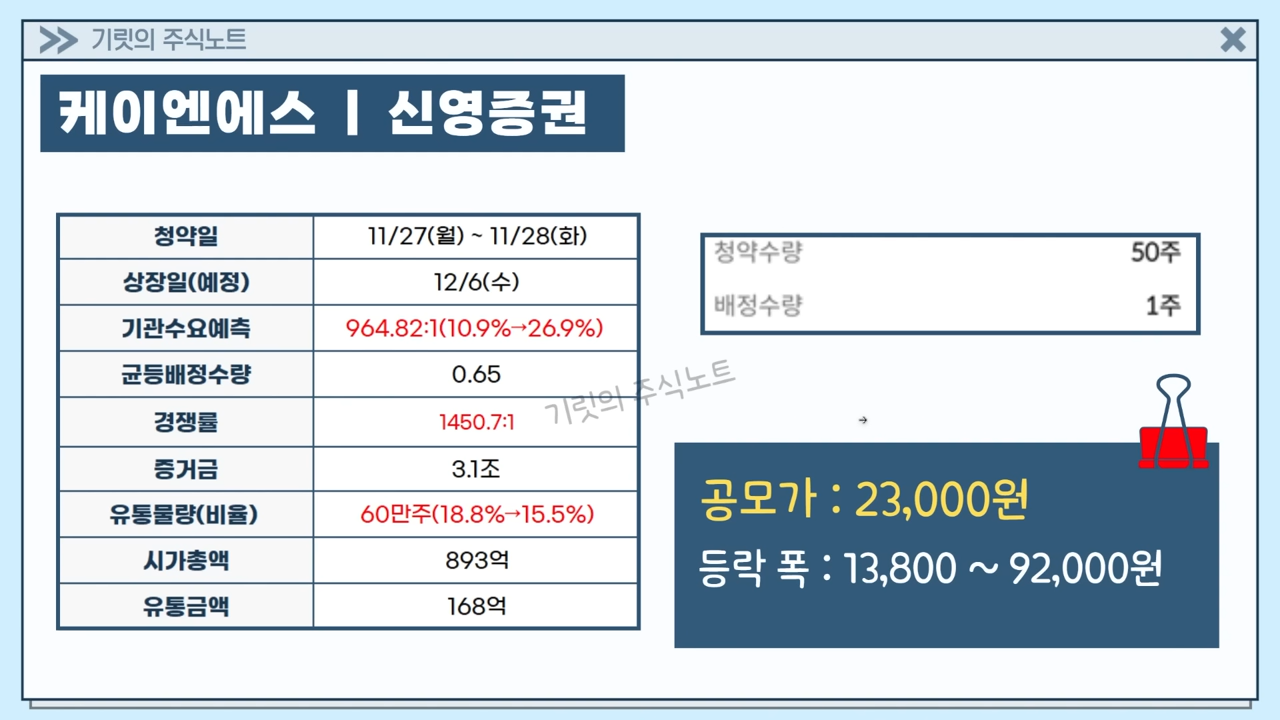 기릿의 주식노트
케이엔에스 | 신영증권
청약일 11/27(월) ~ 11/28(화)
상장일(예정) 12/6(수)
기관수요예측 964.82:1(10.9%→26.9%)
균등배정수량 0.65
경쟁률 1450.7:1
증거금 3.1조
유통물량(비율) 60만주(18.8%→15.5%)
시가총액 893억
유통금액 168억
청약수량 50주
배정수량 1주
기릿의 주식노트
공모가 : 23,000원
등락 폭 : 13,800 ~ 92,000원